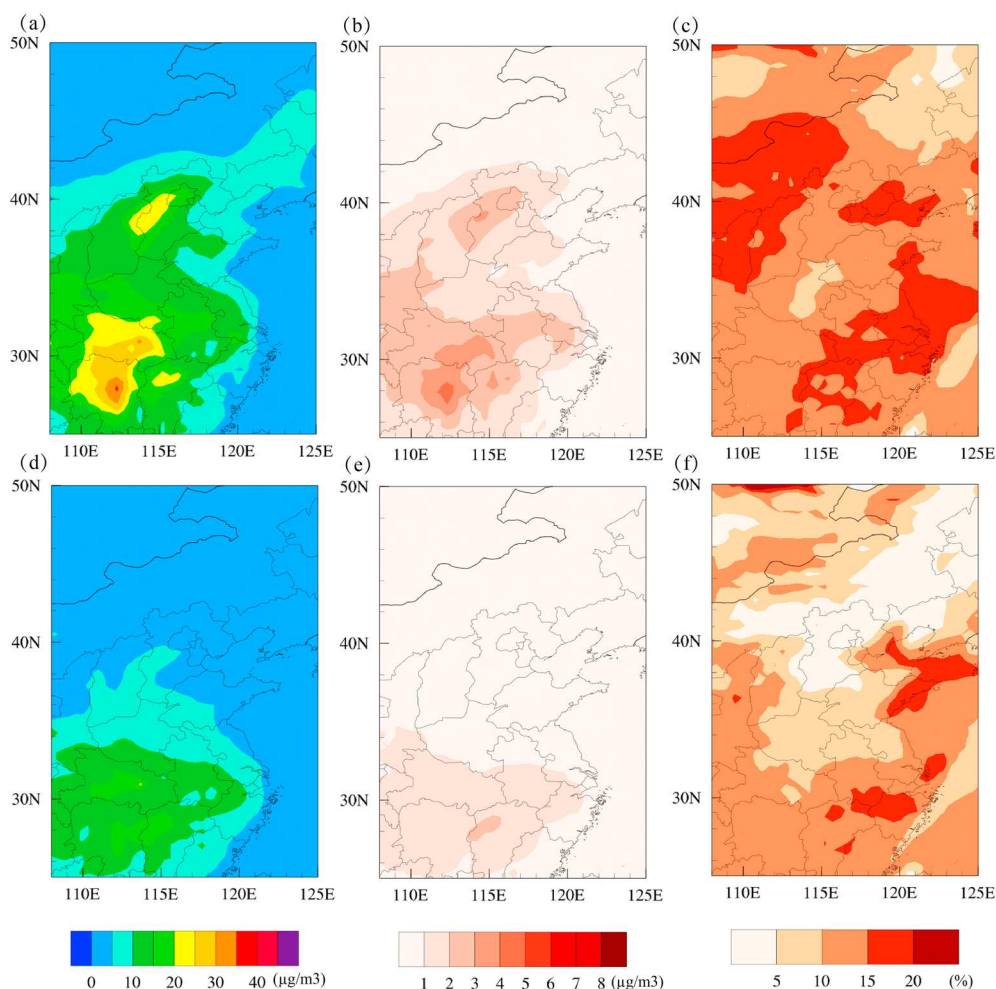 (a) (b) (c)
50N 50N 50N
40N 40N 40N
30N 30N 30N
110E 115E 120E 125E 110E 115E 120E 125E 110E 115E 120E 125E
(d) (e) (f)
50N 50N 50N
40N 40N 40N
30N 30N 30N
110E 115E 120E 125E 110E 115E 120E 125E 110E 115E 120E 125E
0 10 20 30 40 (μg/m3) 1 2 3 4 5 6 7 8 (μg/m3) 5 10 15 20 (%)